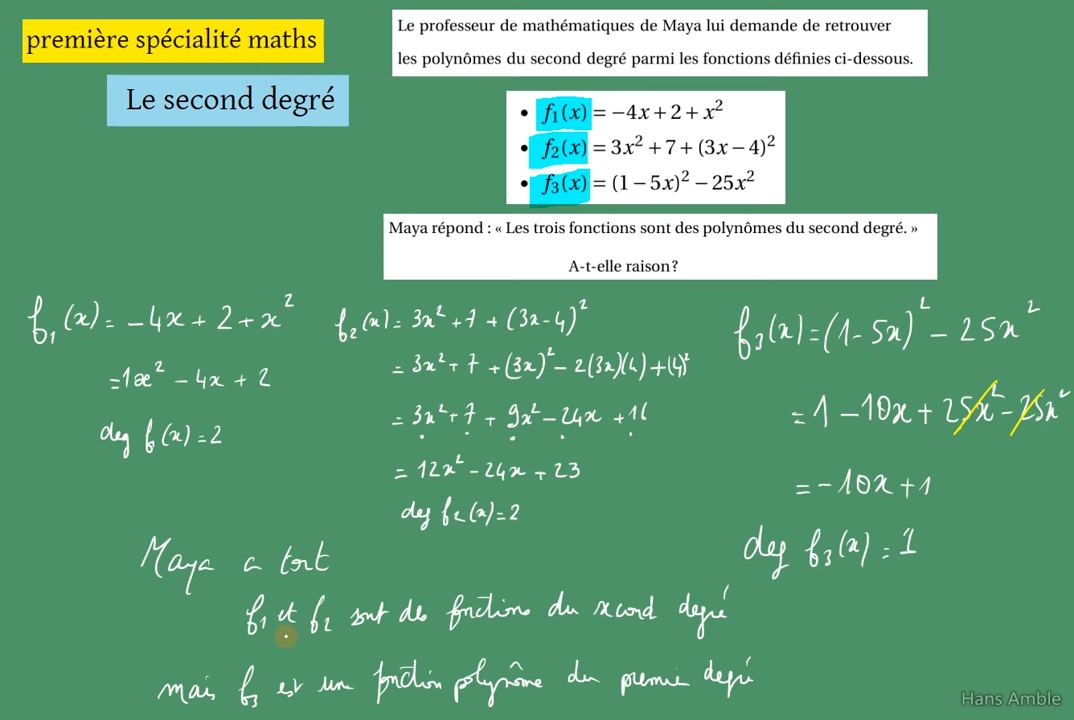 première spécialité maths
Le second degré
Le professeur de mathématiques de Maya lui demande de retrouver
les polynômes du second degré parmi les fonctions définies ci-dessous.
• f₁(x) = −4x + 2 + x²
• f₂(x) = 3x² + 7 + (3x − 4)²
• f₃(x) = (1 − 5x)² − 25x²
Maya répond : « Les trois fonctions sont des polynômes du second degré. »
A-t-elle raison ?
f₁(x) = −4x + 2 + x²
= 1x² − 4x + 2
deg f₁(x) = 2
f₂(x) = 3x² + 7 + (3x − 4)²
= 3x² + 7 + (3x)² − 2(3x)(4) + (4)²
= 3x² + 7 + 9x² − 24x + 16
= 12x² − 24x + 23
deg f₂(x) = 2
f₃(x) = (1 − 5x)² − 25x²
= 1 − 10x + 25x² − 25x²
= −10x + 1
deg f₃(x) = 1
Maya a tort
f₁ et f₂ sont des fonctions du second degré
mais f₃ est une fonction polynôme du premier degré
Hans Amble